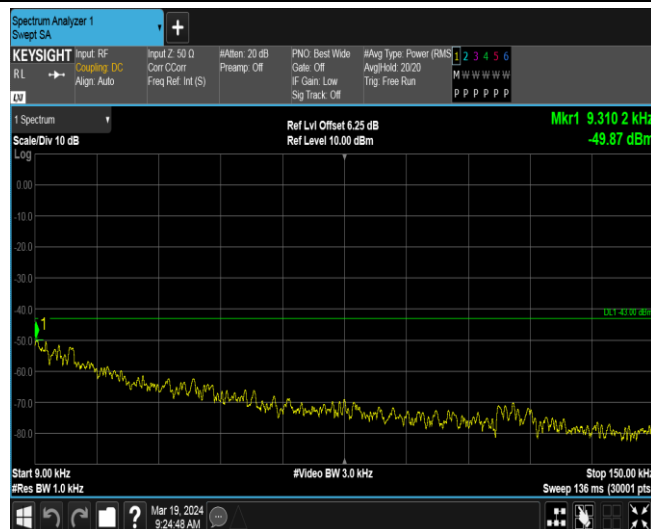 Spectrum Analyzer 1
Swept SA
+
KEYSIGHT Input: RF Input Z: 50 Ω #Atten: 20 dB PNO: Best Wide #Avg Type: Power (RMS 1 2 3 4 5 6
RL Coupling: DC Corr CCorr Preamp: Off Gate: Off Avg|Hold: 20/20 M W W W W W
Align: Auto Freq Ref: Int (S) IF Gain: Low Trig: Free Run
Sig Track: Off P P P P P P
LXI
1 Spectrum Ref Lvl Offset 6.25 dB Mkr1 9.310 2 kHz
Scale/Div 10 dB Ref Level 10.00 dBm -49.87 dBm
Log
0.00
-10.0
-20.0
-30.0
-40.0
DL1 -43.00 dBm
1
-50.0
-60.0
-70.0
-80.0
Start 9.00 kHz #Video BW 3.0 kHz Stop 150.00 kHz
#Res BW 1.0 kHz Sweep 136 ms (30001 pts
? Mar 19, 2024
9:24:48 AM